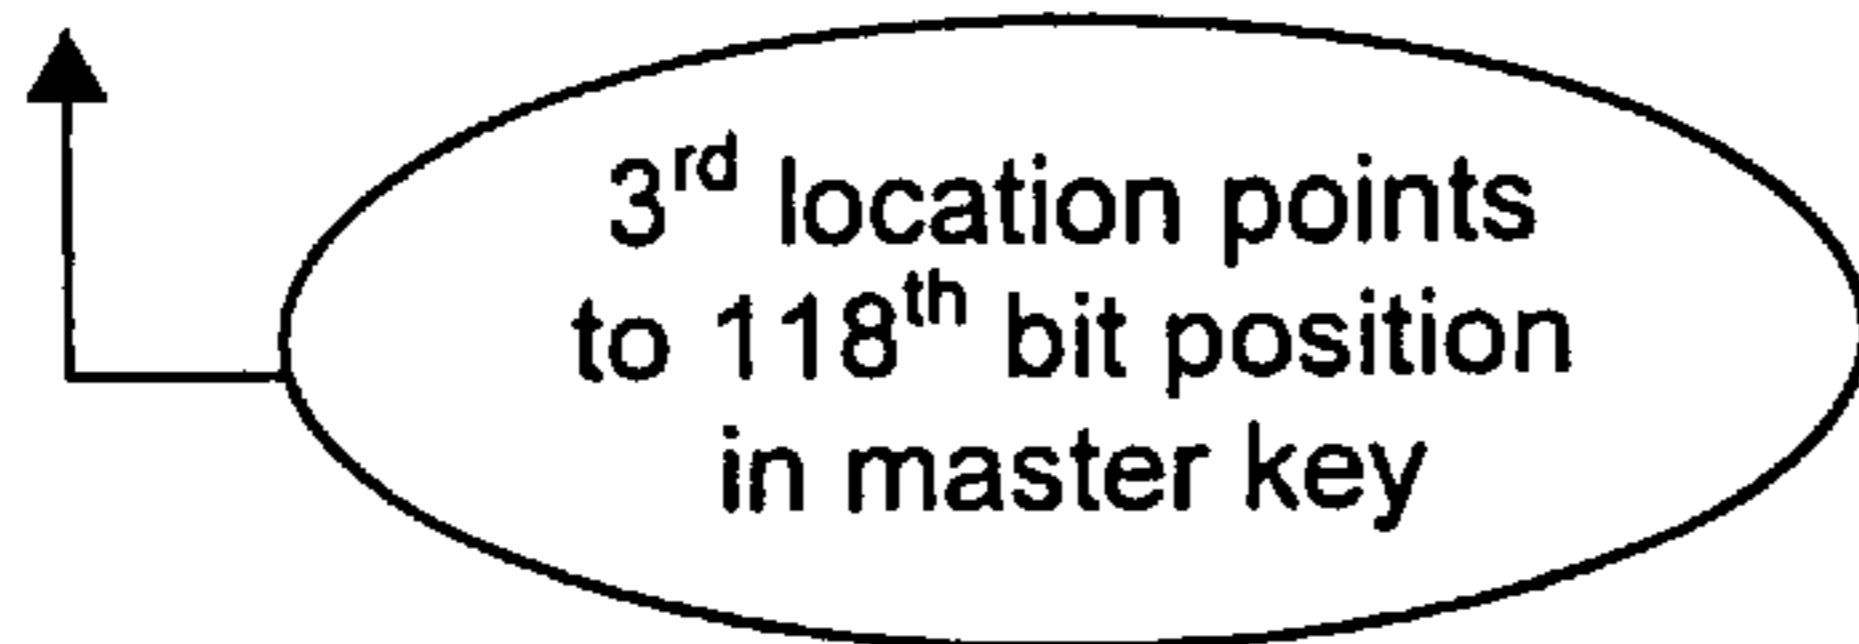 3rd location points
to 118th bit position
in master key